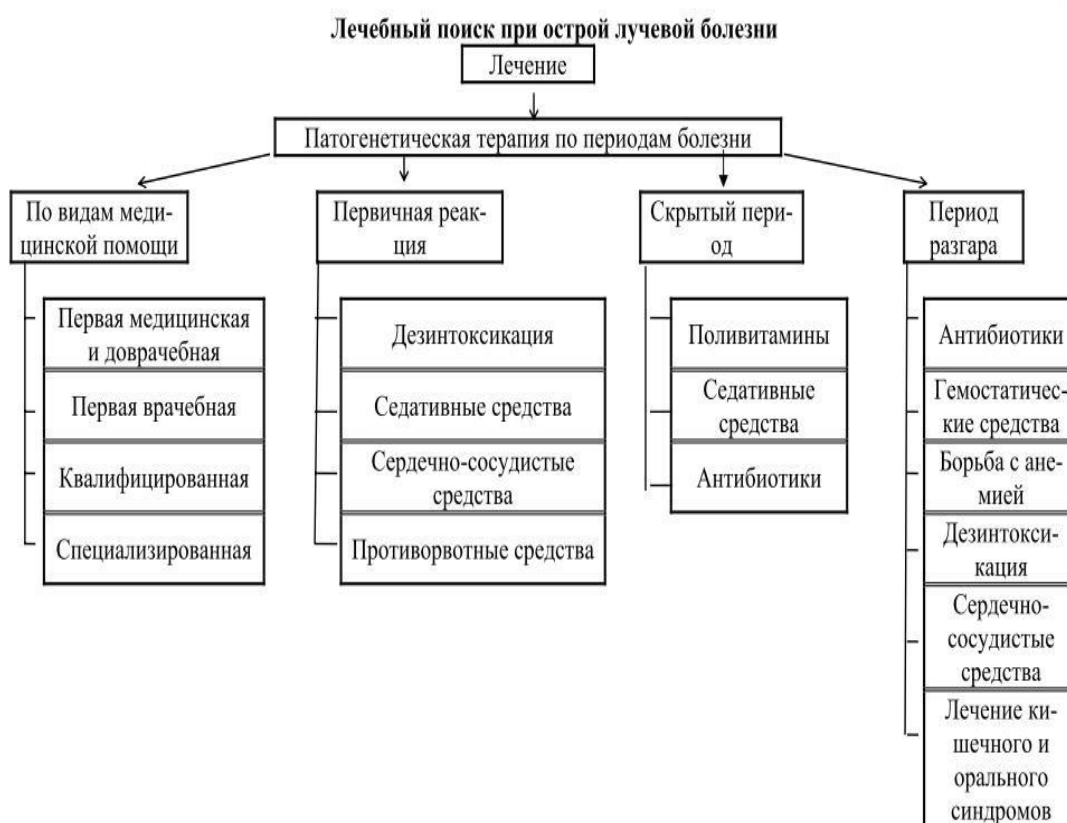 Лечебный поиск при острой лучевой болезни
Лечение
Патогенетическая терапия по периодам болезни
По видам меди-
цинской помощи
Первая медицинская
и доврачебная
Первая врачебная
Квалифицированная
Специализированная
Первичная реак-
ция
Дезинтоксикация
Седативные средства
Сердечно-сосудистые
средства
Противорвотные средства
Скрытый пери-
од
Поливитамины
Седативные
средства
Антибиотики
Период
разгара
Антибиотики
Гемостатичес-
кие средства
Борьба с ане-
мией
Дезинтокси-
кация
Сердечно-
сосудистые
средства
Лечение ки-
шечного и
орального
синдромов